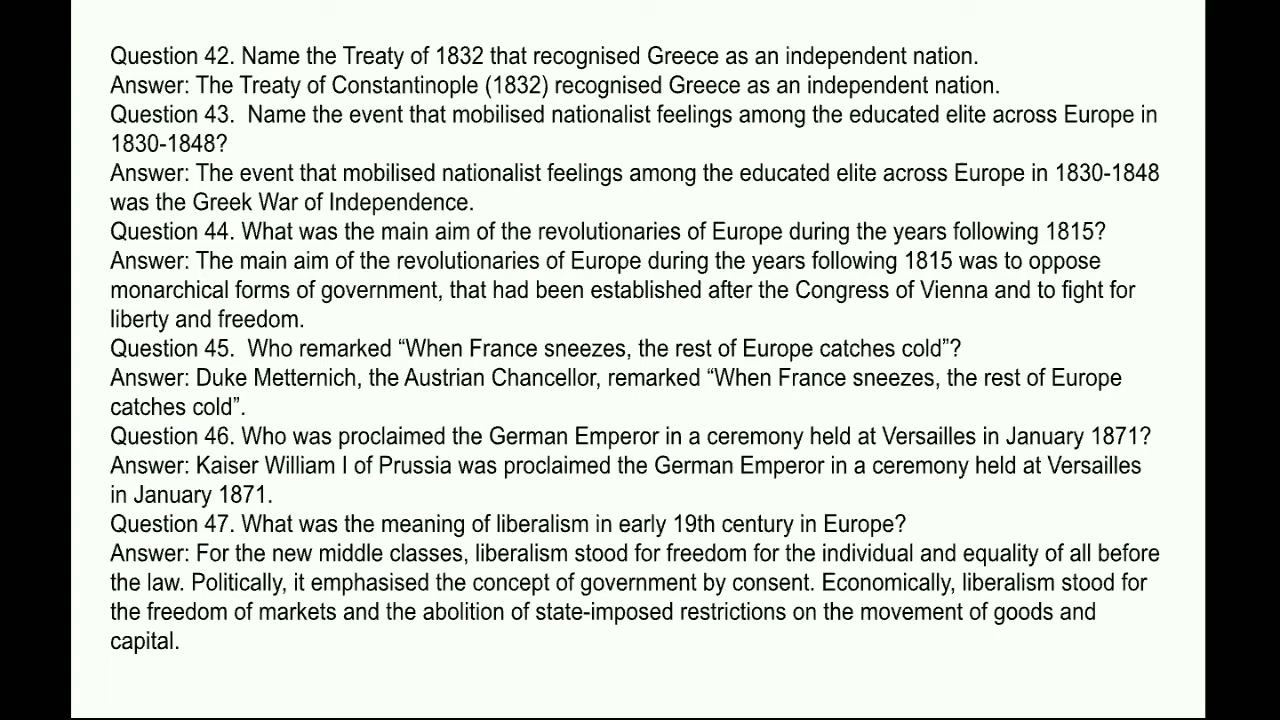 Question 42. Name the Treaty of 1832 that recognised Greece as an independent nation.
Answer: The Treaty of Constantinople (1832) recognised Greece as an independent nation.
Question 43.  Name the event that mobilised nationalist feelings among the educated elite across Europe in
1830-1848?
Answer: The event that mobilised nationalist feelings among the educated elite across Europe in 1830-1848
was the Greek War of Independence.
Question 44. What was the main aim of the revolutionaries of Europe during the years following 1815?
Answer: The main aim of the revolutionaries of Europe during the years following 1815 was to oppose
monarchical forms of government, that had been established after the Congress of Vienna and to fight for
liberty and freedom.
Question 45.  Who remarked “When France sneezes, the rest of Europe catches cold”?
Answer: Duke Metternich, the Austrian Chancellor, remarked “When France sneezes, the rest of Europe
catches cold”.
Question 46. Who was proclaimed the German Emperor in a ceremony held at Versailles in January 1871?
Answer: Kaiser William I of Prussia was proclaimed the German Emperor in a ceremony held at Versailles
in January 1871.
Question 47. What was the meaning of liberalism in early 19th century in Europe?
Answer: For the new middle classes, liberalism stood for freedom for the individual and equality of all before
the law. Politically, it emphasised the concept of government by consent. Economically, liberalism stood for
the freedom of markets and the abolition of state-imposed restrictions on the movement of goods and
capital.